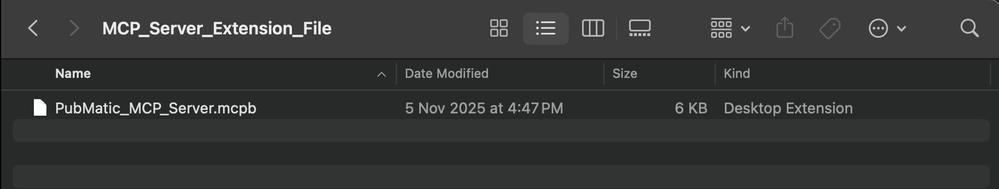 MCP_Server_Extension_File
Name Date Modified Size Kind
PubMatic_MCP_Server.mcpb 5 Nov 2025 at 4:47 PM 6 KB Desktop Extension